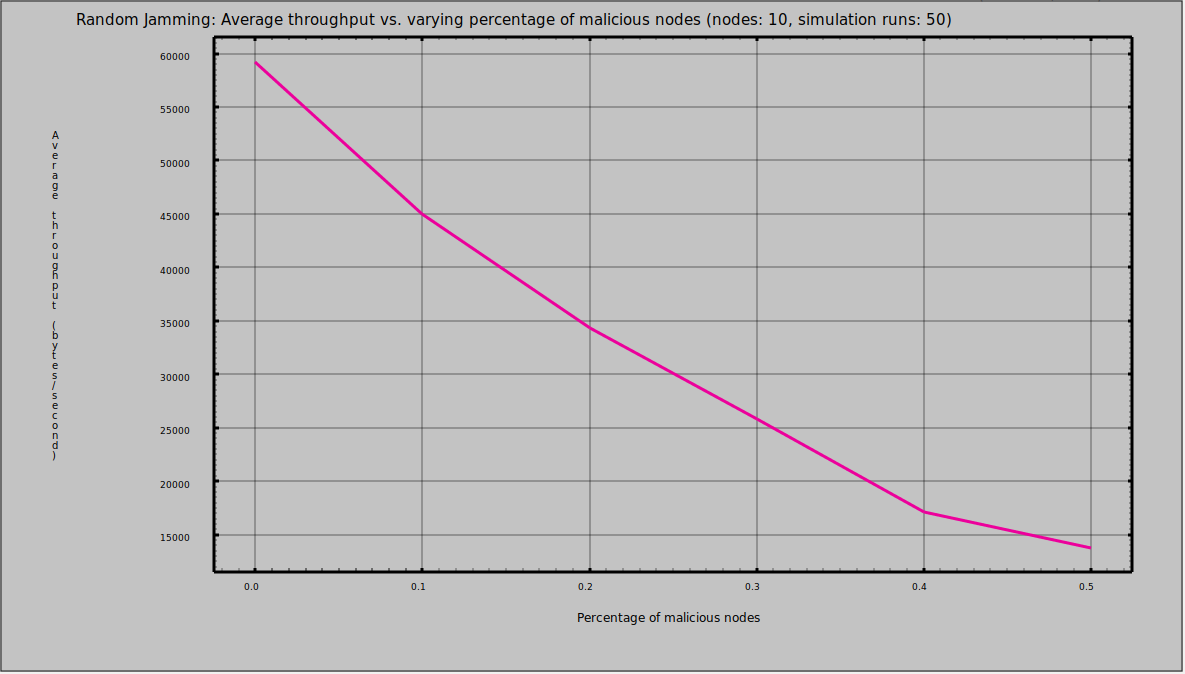 Random Jamming: Average throughput vs. varying percentage of malicious nodes (nodes: 10, simulation runs: 50)
60000
55000
50000
45000
40000
35000
30000
25000
20000
15000
Average throughput (bytes/second)
0.0 0.1 0.2 0.3 0.4 0.5
Percentage of malicious nodes